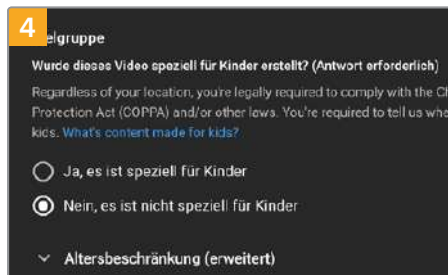 4
elgruppe
Wurde dieses Video speziell für Kinder erstellt? (Antwort erforderlich)
Regardless of your location, you're legally required to comply with the Ch
Protection Act (COPPA) and/or other laws. You're required to tell us whe
kids. What's content made for kids?
Ja, es ist speziell für Kinder
Nein, es ist nicht speziell für Kinder
Altersbeschränkung (erweitert)